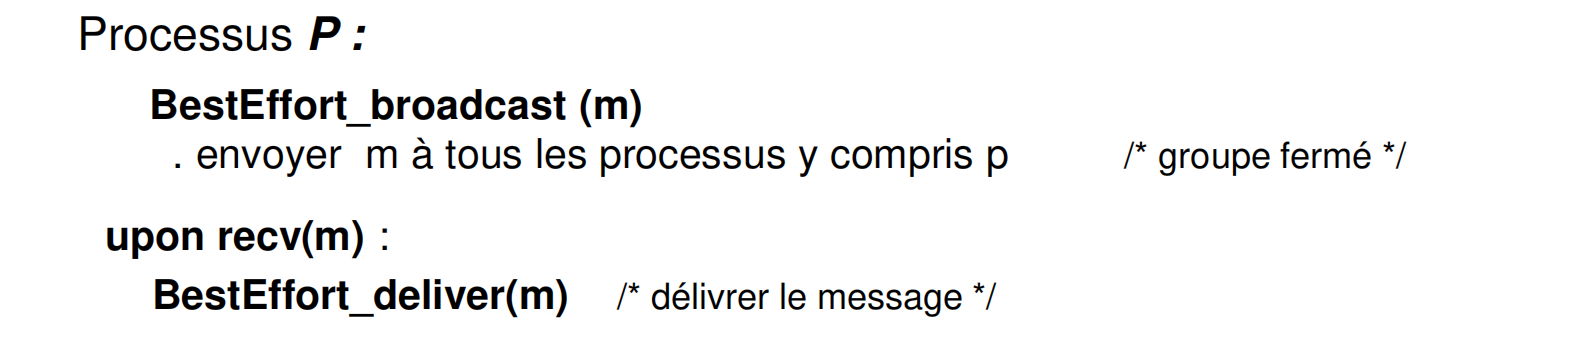 Processus P :
BestEffort_broadcast (m)
. envoyer m à tous les processus y compris p /* groupe fermé */
upon recv(m) :
BestEffort_deliver(m) /* délivrer le message */